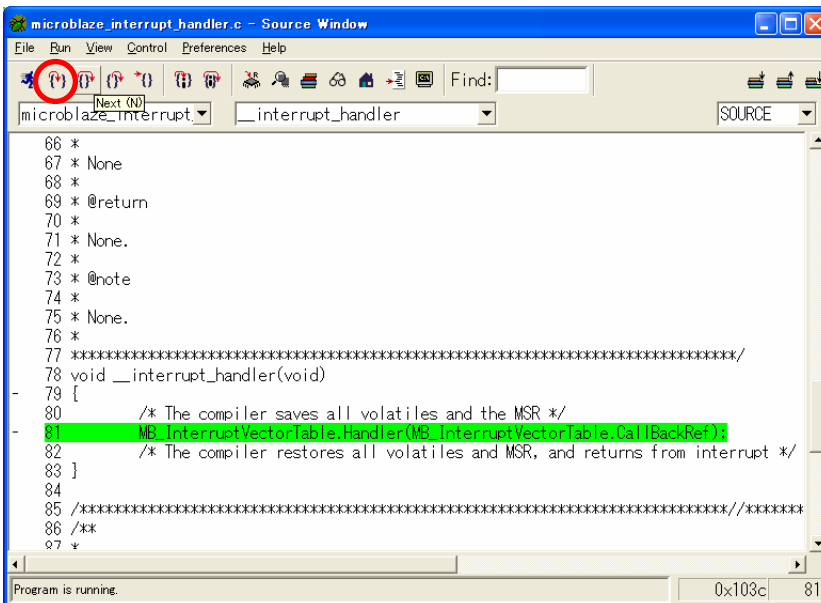 microblaze_interrupt_handler.c - Source Window
File Run View Control Preferences Help
Find:
Next (N)
microblaze_interrupt. __interrupt_handler SOURCE
66 *
67 * None
68 *
69 * @return
70 *
71 * None.
72 *
73 * @note
74 *
75 * None.
76 *
77 ******************************************************************************/
78 void __interrupt_handler(void)
- 79 {
80 /* The compiler saves all volatiles and the MSR */
- 81 MB_InterruptVectorTable.Handler(MB_InterruptVectorTable.CallBackRef);
82 /* The compiler restores all volatiles and MSR, and returns from interrupt */
83 }
84
85 /*****************************************************************************//*******
86 /**
87 *
Program is running. 0x103c 81